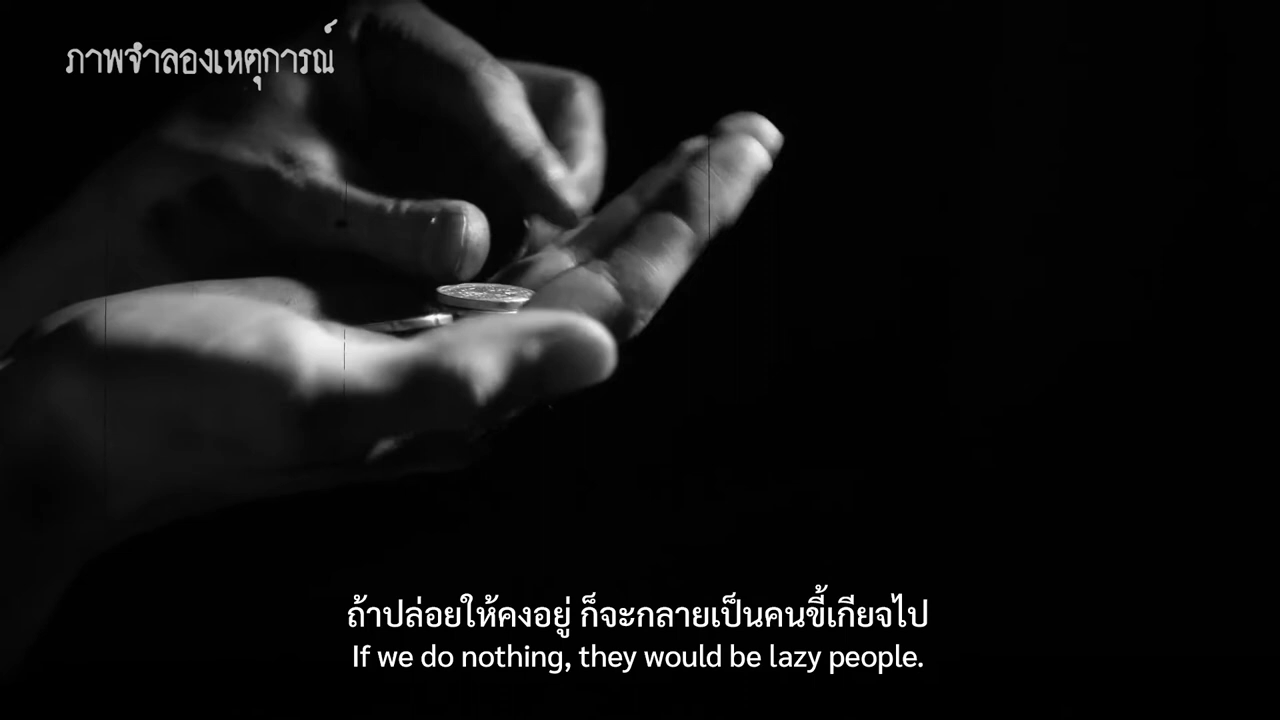 ภาพจำลองเหตุการณ์
ถ้าปล่อยให้คงอยู่ ก็จะกลายเป็นคนขี้เกียจไป
If we do nothing, they would be lazy people.